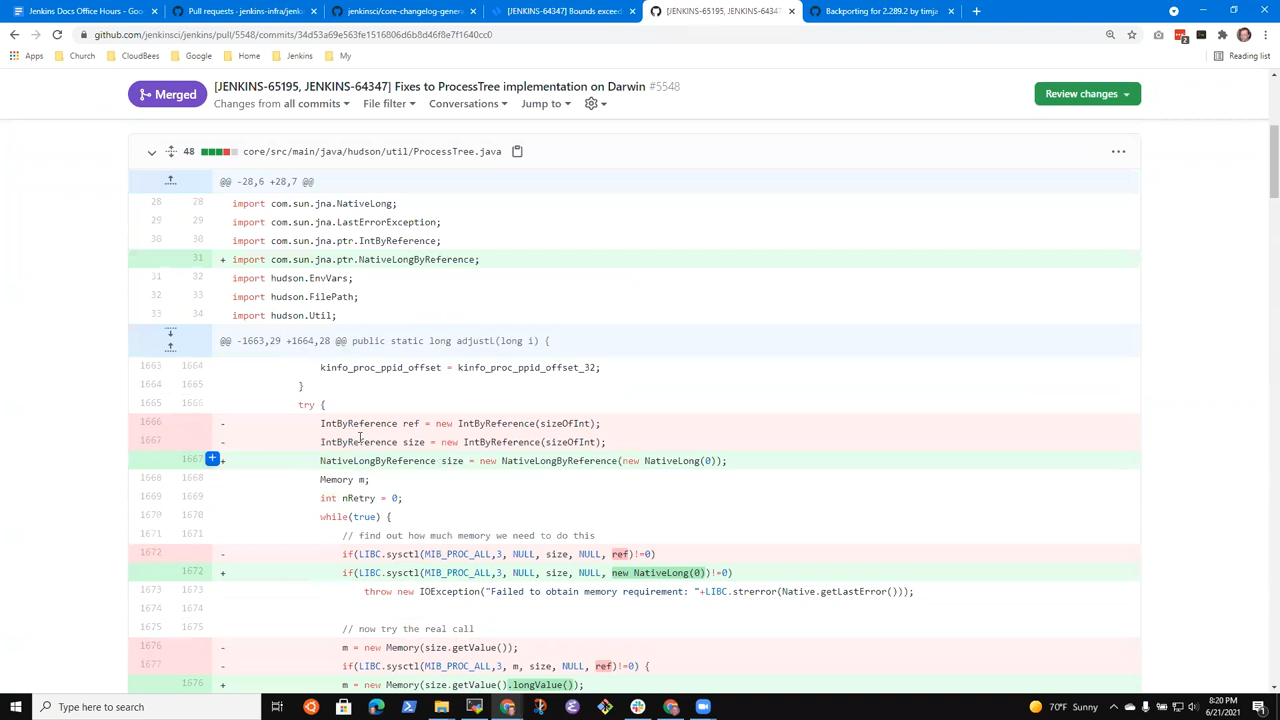 Jenkins Docs Office Hours - Goo
Pull requests · jenkins-infra/jenki
jenkinsci/core-changelog-gener
[JENKINS-64347] Bounds exceed
[JENKINS-65195, JENKINS-64347
Backporting for 2.289.2 by timja
github.com/jenkinsci/jenkins/pull/5548/commits/34d53a69e563fe1516806d6b8d46f8e7f1640cc0
Apps
Church
CloudBees
Google
Home
Jenkins
My
Reading list
Merged
[JENKINS-65195, JENKINS-64347] Fixes to ProcessTree implementation on Darwin #5548
Changes from all commits
File filter
Conversations
Jump to
Review changes
48 core/src/main/java/hudson/util/ProcessTree.java
@@ -28,6 +28,7 @@
28 28 import com.sun.jna.NativeLong;
29 29 import com.sun.jna.LastErrorException;
30 30 import com.sun.jna.ptr.IntByReference;
31 + import com.sun.jna.ptr.NativeLongByReference;
31 32 import hudson.EnvVars;
32 33 import hudson.FilePath;
33 34 import hudson.Util;
@@ -1663,29 +1664,28 @@ public static long adjustL(long i) {
1663 1664 kinfo_proc_ppid_offset = kinfo_proc_ppid_offset_32;
1664 1665 }
1665 1666 try {
1666 - IntByReference ref = new IntByReference(sizeOfInt);
1667 - IntByReference size = new IntByReference(sizeOfInt);
1667 + NativeLongByReference size = new NativeLongByReference(new NativeLong(0));
1668 1668 Memory m;
1669 1669 int nRetry = 0;
1670 1670 while(true) {
1671 1671 // find out how much memory we need to do this
1672 - if(LIBC.sysctl(MIB_PROC_ALL,3, NULL, size, NULL, ref)!=0)
1672 + if(LIBC.sysctl(MIB_PROC_ALL,3, NULL, size, NULL, new NativeLong(0))!=0)
1673 1673 throw new IOException("Failed to obtain memory requirement: "+LIBC.strerror(Native.getLastError()));
1674 1674
1675 1675 // now try the real call
1676 - m = new Memory(size.getValue());
1677 - if(LIBC.sysctl(MIB_PROC_ALL,3, m, size, NULL, ref)!=0) {
1676 + m = new Memory(size.getValue().longValue());
Type here to search
70°F Sunny
8:20 PM
6/21/2021